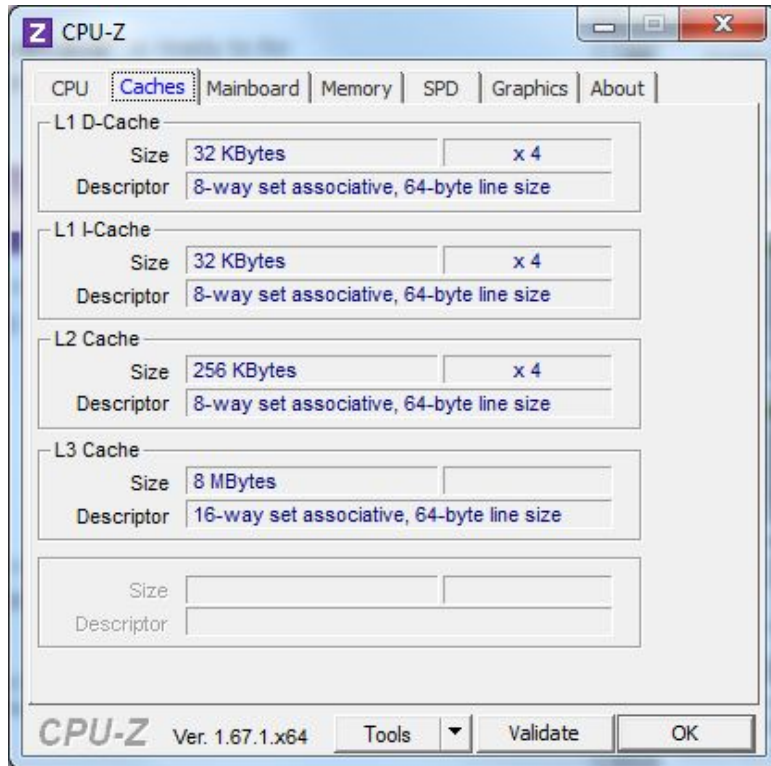 CPU-Z
CPU Caches Mainboard Memory SPD Graphics About
L1 D-Cache
Size 32 KBytes x 4
Descriptor 8-way set associative, 64-byte line size
L1 I-Cache
Size 32 KBytes x 4
Descriptor 8-way set associative, 64-byte line size
L2 Cache
Size 256 KBytes x 4
Descriptor 8-way set associative, 64-byte line size
L3 Cache
Size 8 MBytes
Descriptor 16-way set associative, 64-byte line size
Size
Descriptor
CPU-Z Ver. 1.67.1.x64 Tools Validate OK